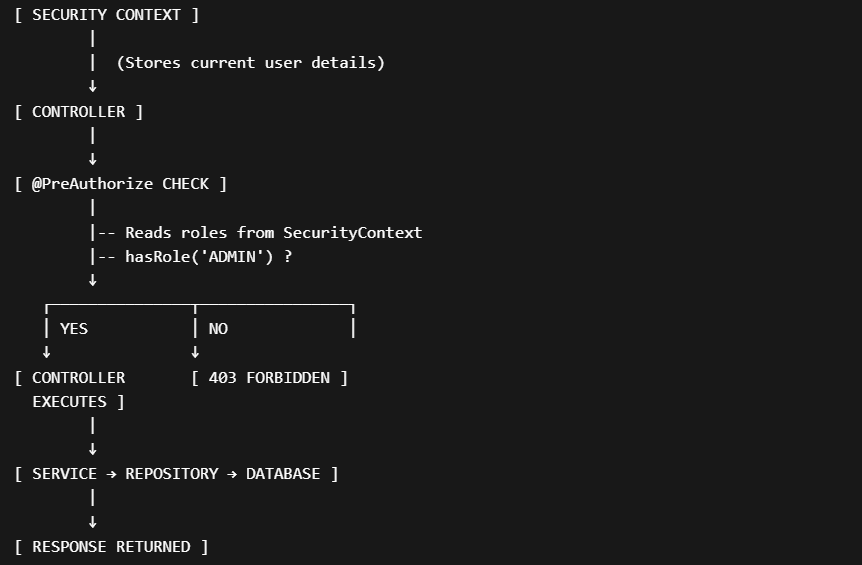 [ SECURITY CONTEXT ]
|
| (Stores current user details)
↓
[ CONTROLLER ]
|
↓
[ @PreAuthorize CHECK ]
|
|-- Reads roles from SecurityContext
|-- hasRole('ADMIN') ?
↓
┌───────────────┬────────────────┐
│ YES │ NO │
↓ ↓
[ CONTROLLER [ 403 FORBIDDEN ]
EXECUTES ]
|
↓
[ SERVICE → REPOSITORY → DATABASE ]
|
↓
[ RESPONSE RETURNED ]